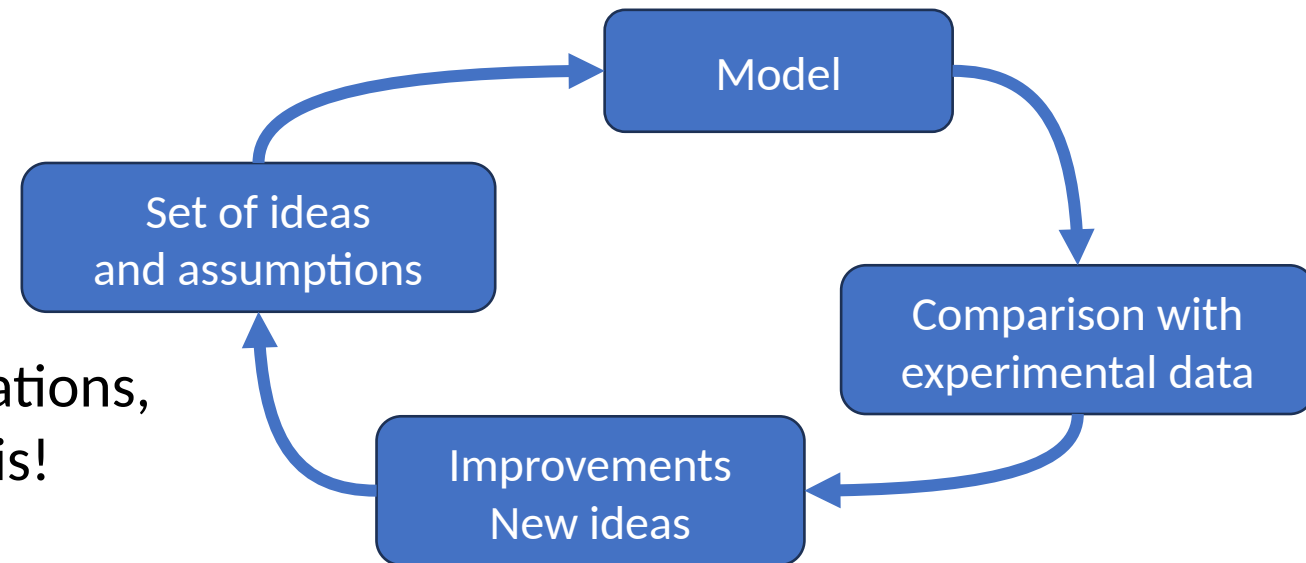 Model
Set of ideas
and assumptions
Comparison with
experimental data
ations,
is!
Improvements
New ideas